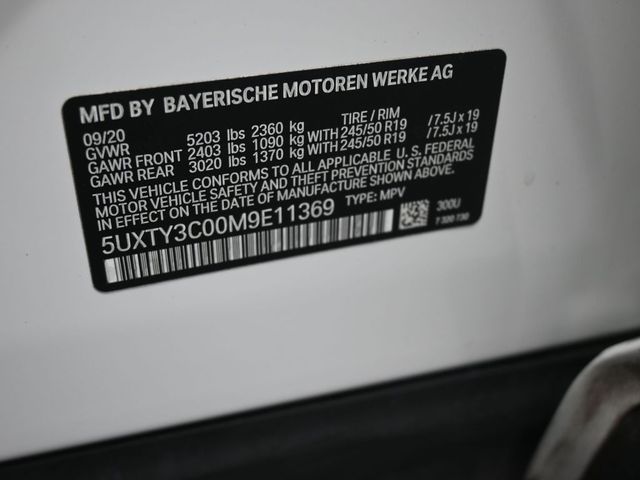 MFD BY BAYERISCHE MOTOREN WERKE AG
09/20 TIRE / RIM
GVWR 5203 lbs 2360 kg
GAWR FRONT 2403 lbs 1090 kg WITH 245/50 R19 /7.5J x 19
GAWR REAR 3020 lbs 1370 kg WITH 245/50 R19 /7.5J x 19
THIS VEHICLE CONFORMS TO ALL APPLICABLE U. S. FEDERAL
MOTOR VEHICLE SAFETY AND THEFT PREVENTION STANDARDS
IN EFFECT ON THE DATE OF MANUFACTURE SHOWN ABOVE.
5UXTY3C00M9E11369 TYPE: MPV
300U